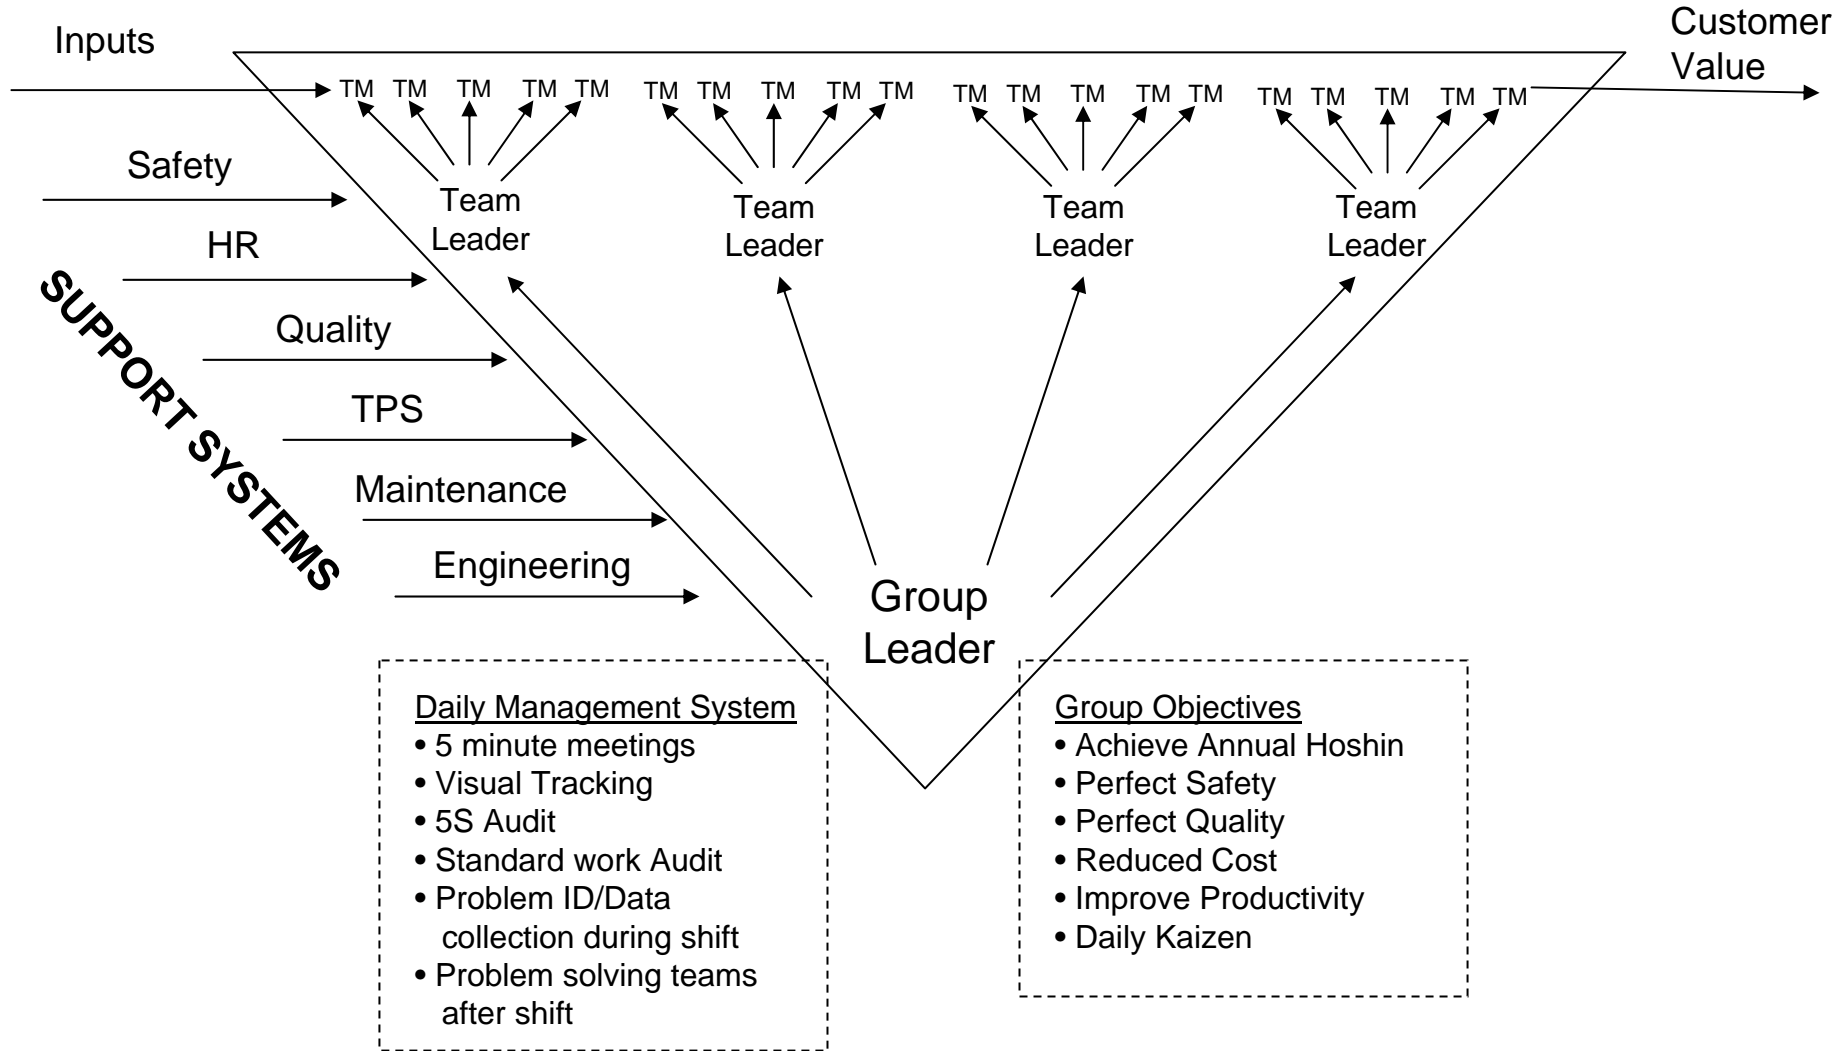 Inputs
Customer
Value
TM TM TM TM TM TM TM TM TM TM TM TM TM TM TM TM TM TM TM TM
Safety
Team
Leader
Team
Leader
Team
Leader
Team
Leader
HR
SUPPORT SYSTEMS
Quality
TPS
Maintenance
Engineering
Group
Leader
Daily Management System
• 5 minute meetings
• Visual Tracking
• 5S Audit
• Standard work Audit
• Problem ID/Data
collection during shift
• Problem solving teams
after shift
Group Objectives
• Achieve Annual Hoshin
• Perfect Safety
• Perfect Quality
• Reduced Cost
• Improve Productivity
• Daily Kaizen